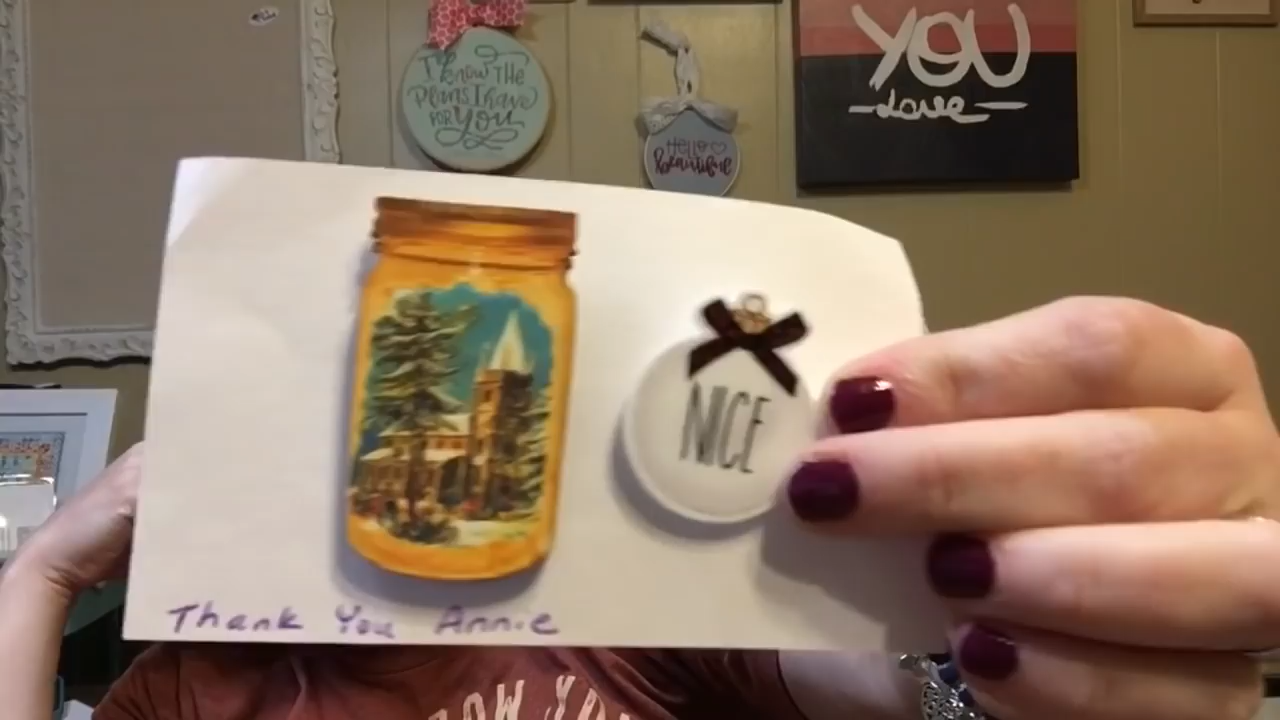 I know THE
Plans I have
FOR You
HELLO
beautiful
YOU
Love
NICE
Thank You Annie